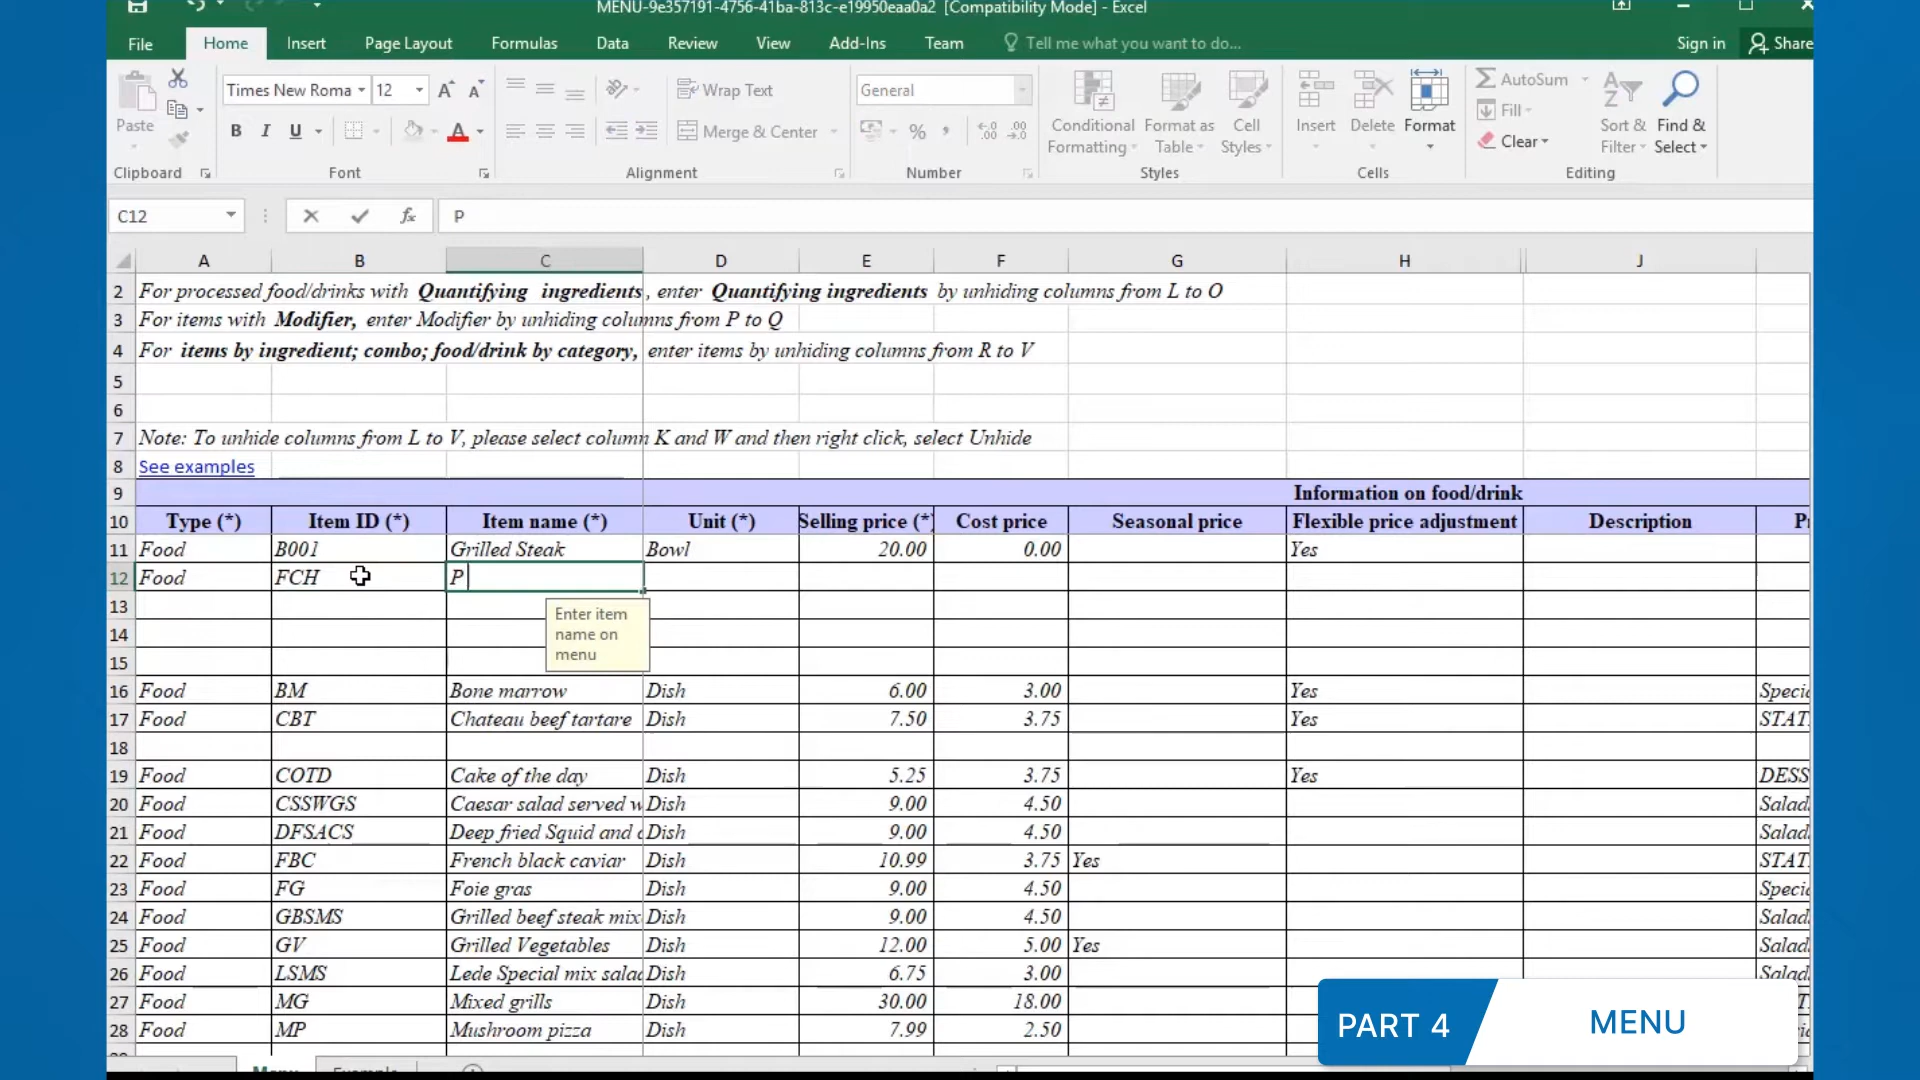 MENU-9e357191-4756-41ba-813c-e19950eaa0a2 [Compatibility Mode] - Excel
File Home Insert Page Layout Formulas Data Review View Add-Ins Team Tell me what you want to do... Sign in Share
Times New Roma 12 Wrap Text General AutoSum
Paste B I U Merge & Center % Conditional Formatting Format as Table Cell Styles Insert Delete Format Fill Clear Sort & Filter Find & Select
Clipboard Font Alignment Number Styles Cells Editing
C12 fx P
A B C D E F G H J
2 For processed food/drinks with Quantifying ingredients, enter Quantifying ingredients by unhiding columns from L to O
3 For items with Modifier, enter Modifier by unhiding columns from P to Q
4 For items by ingredient; combo; food/drink by category, enter items by unhiding columns from R to V
5
6
7 Note: To unhide columns from L to V, please select column K and W and then right click, select Unhide
8 See examples
9 Information on food/drink
10 Type (*) Item ID (*) Item name (*) Unit (*) Selling price (*) Cost price Seasonal price Flexible price adjustment Description
11 Food B001 Grilled Steak Bowl 20.00 0.00 Yes
12 Food FCH P
13
Enter item name on menu
14
15
16 Food BM Bone marrow Dish 6.00 3.00 Yes
17 Food CBT Chateau beef tartare Dish 7.50 3.75 Yes
18
19 Food COTD Cake of the day Dish 5.25 3.75 Yes DESS
20 Food CSSWGS Caesar salad served w Dish 9.00 4.50 Salad
21 Food DFSACS Deep fried Squid and c Dish 9.00 4.50 Salad
22 Food FBC French black caviar Dish 10.99 3.75 Yes
23 Food FG Foie gras Dish 9.00 4.50
24 Food GBSMS Grilled beef steak mix Dish 9.00 4.50 Salad
25 Food GV Grilled Vegetables Dish 12.00 5.00 Yes Salad
26 Food LSMS Lede Special mix salad Dish 6.75 3.00 Salad
27 Food MG Mixed grills Dish 30.00 18.00
28 Food MP Mushroom pizza Dish 7.99 2.50
PART 4 MENU